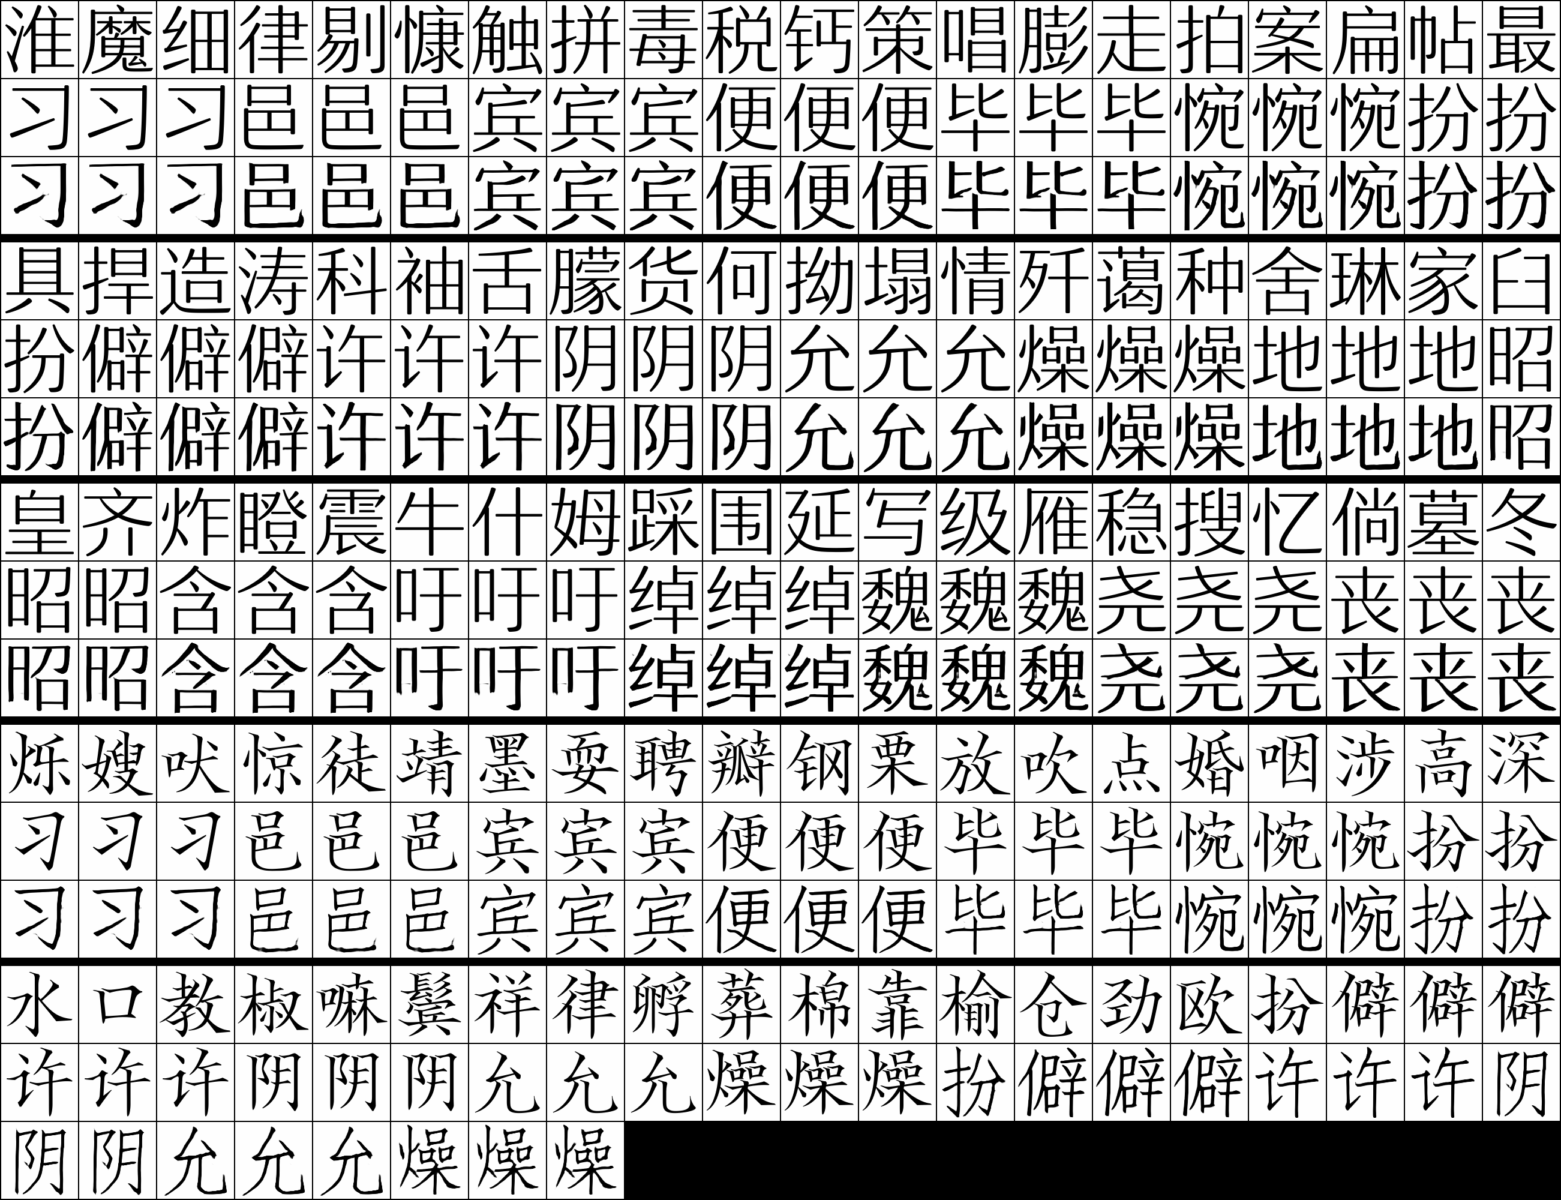 淮魔细律剔慷触拼毒税钙策唱膨走拍案扁帖最
习习习邑邑邑宾宾宾便便便毕毕毕惋惋惋扮扮
习习习邑邑邑宾宾宾便便便毕毕毕惋惋惋扮扮
具捍造涛科袖舌朦货何拗塌情歼蔼种舍琳家臼
扮僻僻僻许许许阴阴阴允允允燥燥燥地地地昭
扮僻僻僻许许许阴阴阴允允允燥燥燥地地地昭
皇齐炸瞪震牛什姆踩围延写级雁稳搜忆倘墓冬
昭昭含含含吁吁吁绰绰绰魏魏魏尧尧尧丧丧丧
昭昭含含含吁吁吁绰绰绰魏魏魏尧尧尧丧丧丧
烁嫂吠惊徒靖墨耍聘瓣钢栗放吹点婚咽涉高深
习习习邑邑邑宾宾宾便便便毕毕毕惋惋惋扮扮
习习习邑邑邑宾宾宾便便便毕毕毕惋惋惋扮扮
水口教椒嘛鬓祥律孵葬棉靠榆仓劲欧扮僻僻僻
许许许阴阴阴允允允燥燥燥扮僻僻僻许许许阴
阴阴允允允燥燥燥